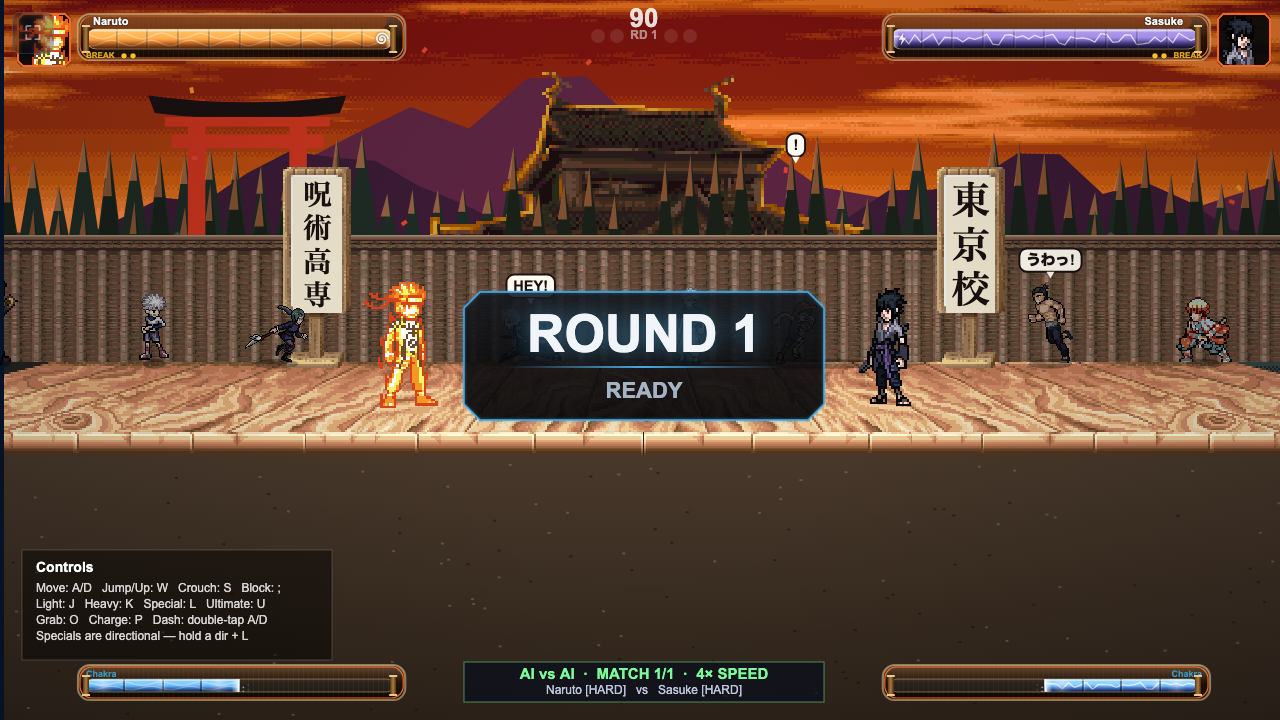 Naruto
BREAK
90
RD 1
Sasuke
BREAK
!
呪術高専
東京校
うわっ!
HEY!
ROUND 1
READY
Controls
Move: A/D Jump/Up: W Crouch: S Block: ;
Light: J Heavy: K Special: L Ultimate: U
Grab: O Charge: P Dash: double-tap A/D
Specials are directional — hold a dir + L
Chakra
AI vs AI · MATCH 1/1 · 4× SPEED
Naruto [HARD] vs Sasuke [HARD]
Chakra